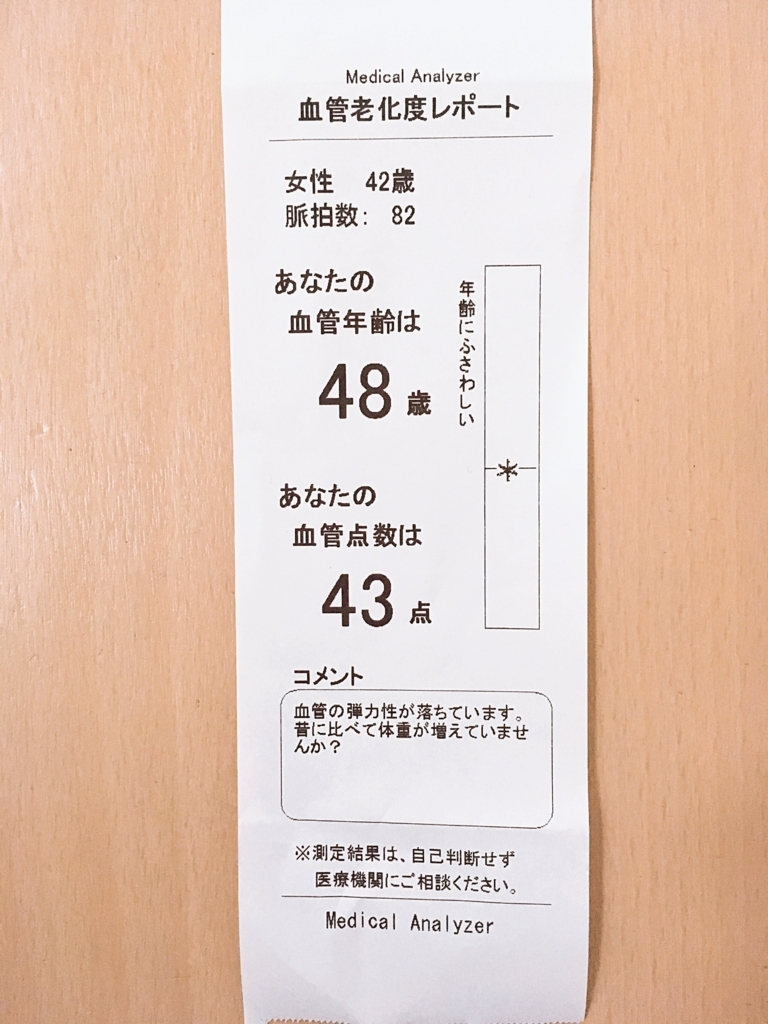 Medical Analyzer
血管老化度レポート
女性 42歳
脈拍数: 82
あなたの
血管年齢は
48 歳
年齢にふさわしい
あなたの
血管点数は
43 点
コメント
血管の弾力性が落ちています。
昔に比べて体重が増えていませ
んか？
※測定結果は、自己判断せず
医療機関にご相談ください。
Medical Analyzer